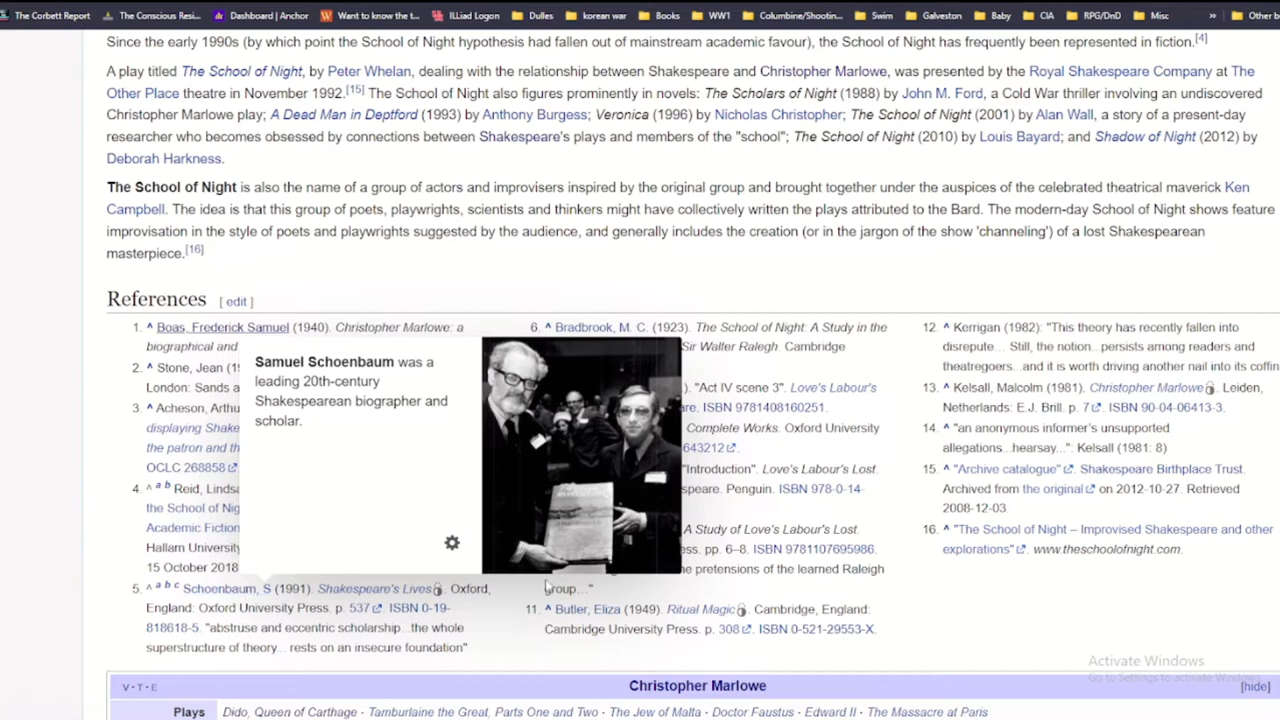 The Corbett Report The Conscious Resi... Dashboard | Anchor Want to know the t... ILLiad Logon Dulles korean war Books WW1 Columbine/Shootin... Swim Galveston Baby CIA RPG/DnD Misc » Other b
Since the early 1990s (by which point the School of Night hypothesis had fallen out of mainstream academic favour), the School of Night has frequently been represented in fiction.[4]
A play titled The School of Night, by Peter Whelan, dealing with the relationship between Shakespeare and Christopher Marlowe, was presented by the Royal Shakespeare Company at The
Other Place theatre in November 1992.[15] The School of Night also figures prominently in novels: The Scholars of Night (1988) by John M. Ford, a Cold War thriller involving an undiscovered
Christopher Marlowe play; A Dead Man in Deptford (1993) by Anthony Burgess; Veronica (1996) by Nicholas Christopher; The School of Night (2001) by Alan Wall, a story of a present-day
researcher who becomes obsessed by connections between Shakespeare's plays and members of the "school"; The School of Night (2010) by Louis Bayard; and Shadow of Night (2012) by
Deborah Harkness.
The School of Night is also the name of a group of actors and improvisers inspired by the original group and brought together under the auspices of the celebrated theatrical maverick Ken
Campbell. The idea is that this group of poets, playwrights, scientists and thinkers might have collectively written the plays attributed to the Bard. The modern-day School of Night shows feature
improvisation in the style of poets and playwrights suggested by the audience, and generally includes the creation (or in the jargon of the show 'channeling') of a lost Shakespearean
masterpiece.[16]
References [ edit ]
1. ^ Boas, Frederick Samuel (1940). Christopher Marlowe: a
biographical and
2. ^ Stone, Jean (1
London: Sands a
3. ^ Acheson, Arthu
displaying Shake
the patron and th
OCLC 268858
4. ^ a b Reid, Linds
the School of Nig
Academic Fiction
Hallam University
15 October 2018
5. ^ a b c Schoenbaum, S (1991). Shakespeare's Lives. Oxford,
England: Oxford University Press. p. 537. ISBN 0-19-
818618-5. "abstruse and eccentric scholarship...the whole
superstructure of theory... rests on an insecure foundation"
Samuel Schoenbaum was a
leading 20th-century
Shakespearean biographer and
scholar.
6. ^ Bradbrook, M. C. (1923). The School of Night: A Study in the
Sir Walter Ralegh. Cambridge
). "Act IV scene 3". Love's Labour's
are. ISBN 9781408160251.
Complete Works. Oxford University
643212.
"Introduction". Love's Labour's Lost.
speare. Penguin. ISBN 978-0-14-
A Study of Love's Labour's Lost.
ess. pp. 6–8. ISBN 9781107695986.
he pretensions of the learned Raleigh
group..."
11. ^ Butler, Eliza (1949). Ritual Magic. Cambridge, England:
Cambridge University Press. p. 308. ISBN 0-521-29553-X.
12. ^ Kerrigan (1982): "This theory has recently fallen into
disrepute... Still, the notion...persists among readers and
theatregoers...and it is worth driving another nail into its coffin
13. ^ Kelsall, Malcolm (1981). Christopher Marlowe. Leiden,
Netherlands: E.J. Brill. p. 7. ISBN 90-04-06413-3.
14. ^ "an anonymous informer's unsupported
allegations...hearsay...": Kelsall (1981: 8)
15. ^ "Archive catalogue". Shakespeare Birthplace Trust.
Archived from the original on 2012-10-27. Retrieved
2008-12-03.
16. ^ "The School of Night – Improvised Shakespeare and other
explorations". www.theschoolofnight.com.
Activate Windows
Go to Settings to activate Windows.
V · T · E Christopher Marlowe [hide]
Plays Dido, Queen of Carthage · Tamburlaine the Great, Parts One and Two · The Jew of Malta · Doctor Faustus · Edward II · The Massacre at Paris